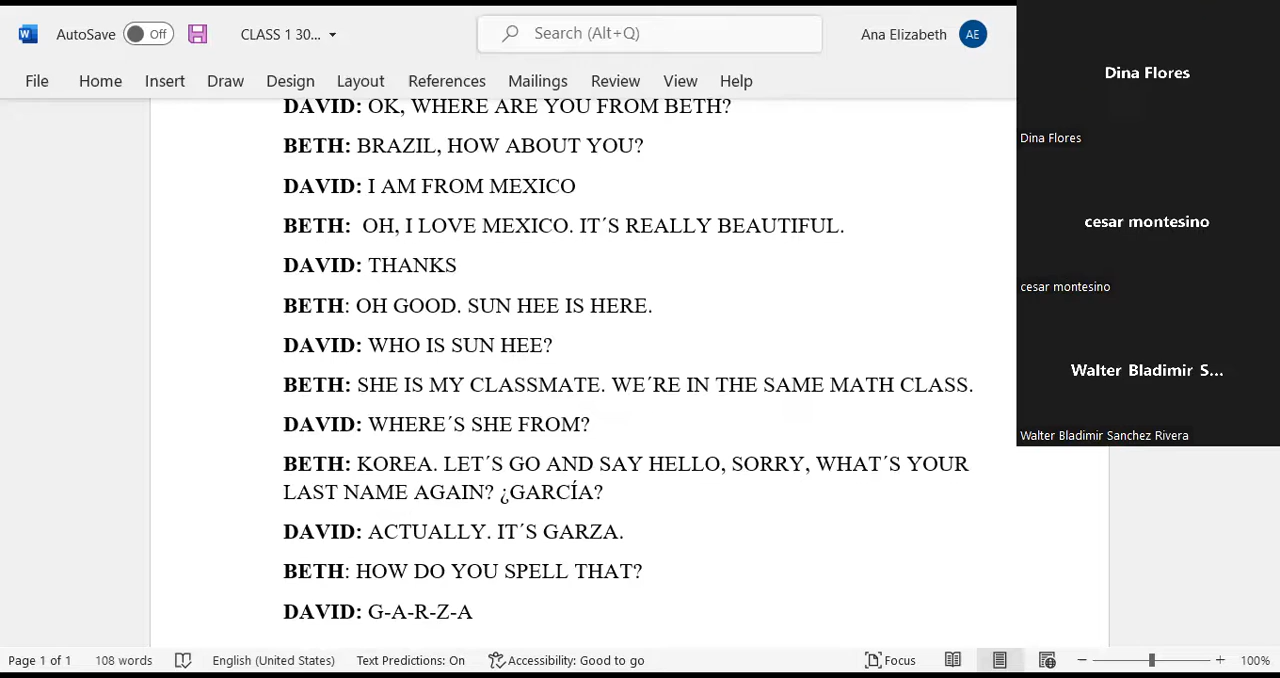 AutoSave Off CLASS 1 30... Search (Alt+Q) Ana Elizabeth AE
File Home Insert Draw Design Layout References Mailings Review View Help
DAVID: OK, WHERE ARE YOU FROM BETH?
BETH: BRAZIL, HOW ABOUT YOU?
DAVID: I AM FROM MEXICO
BETH: OH, I LOVE MEXICO. IT´S REALLY BEAUTIFUL.
DAVID: THANKS
BETH: OH GOOD. SUN HEE IS HERE.
DAVID: WHO IS SUN HEE?
BETH: SHE IS MY CLASSMATE. WE´RE IN THE SAME MATH CLASS.
DAVID: WHERE´S SHE FROM?
BETH: KOREA. LET´S GO AND SAY HELLO, SORRY, WHAT´S YOUR
LAST NAME AGAIN? ¿GARCÍA?
DAVID: ACTUALLY. IT´S GARZA.
BETH: HOW DO YOU SPELL THAT?
DAVID: G-A-R-Z-A
Page 1 of 1 108 words English (United States) Text Predictions: On Accessibility: Good to go Focus 100%
Dina Flores
Dina Flores
cesar montesino
cesar montesino
Walter Bladimir S...
Walter Bladimir Sanchez Rivera